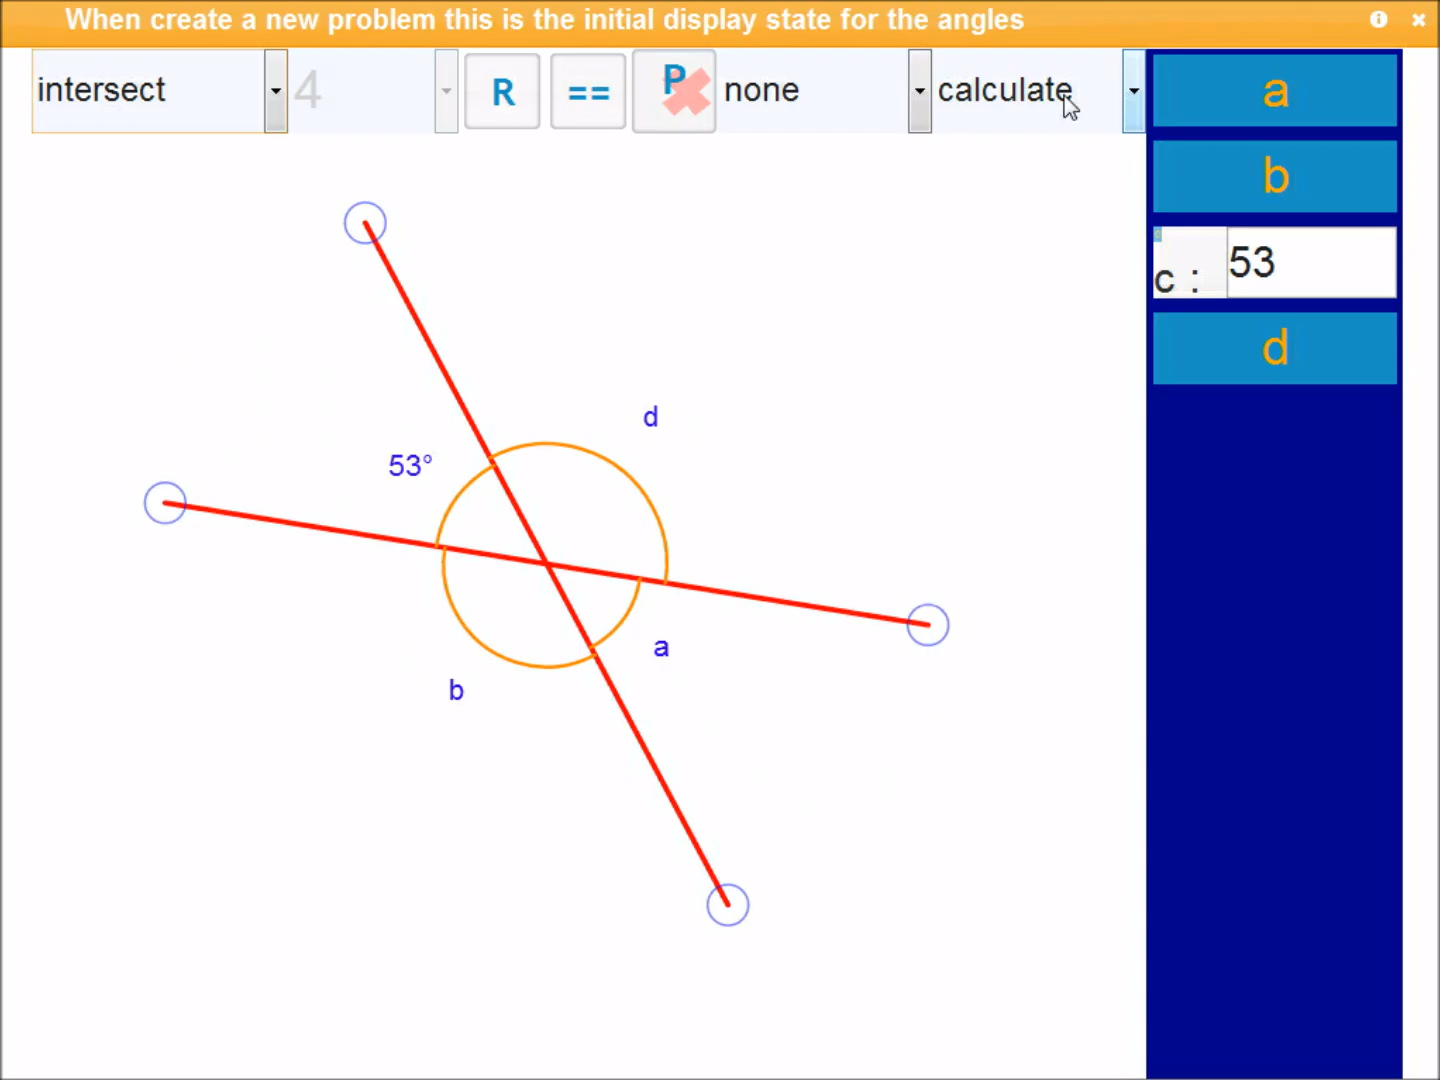 When create a new problem this is the initial display state for the angles
intersect 4 R == P none calculate
a
b
c : 53
d
d
53°
a
b